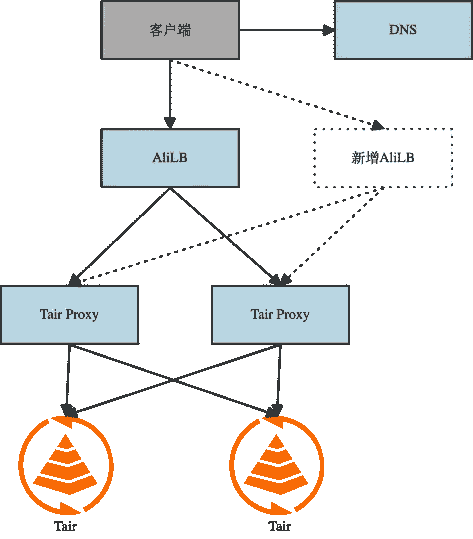 客户端
DNS
AliLB
新增AliLB
Tair Proxy
Tair Proxy
Tair
Tair